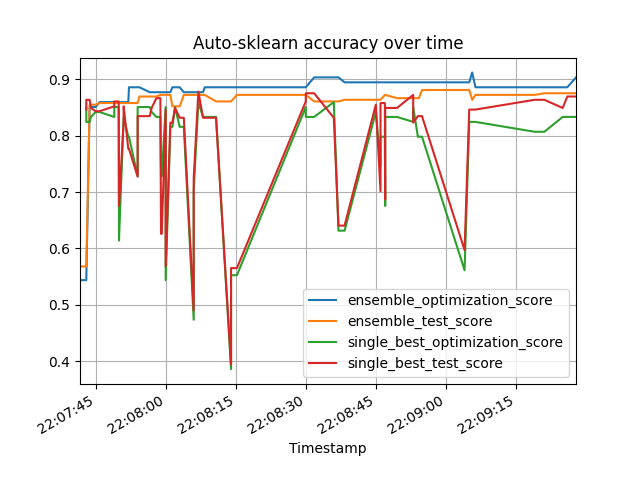 Auto-sklearn accuracy over time
0.9
0.8
0.7
0.6
0.5
0.4
ensemble_optimization_score
ensemble_test_score
single_best_optimization_score
single_best_test_score
22:07:45
22:08:00
22:08:15
22:08:30
22:08:45
22:09:00
22:09:15
Timestamp